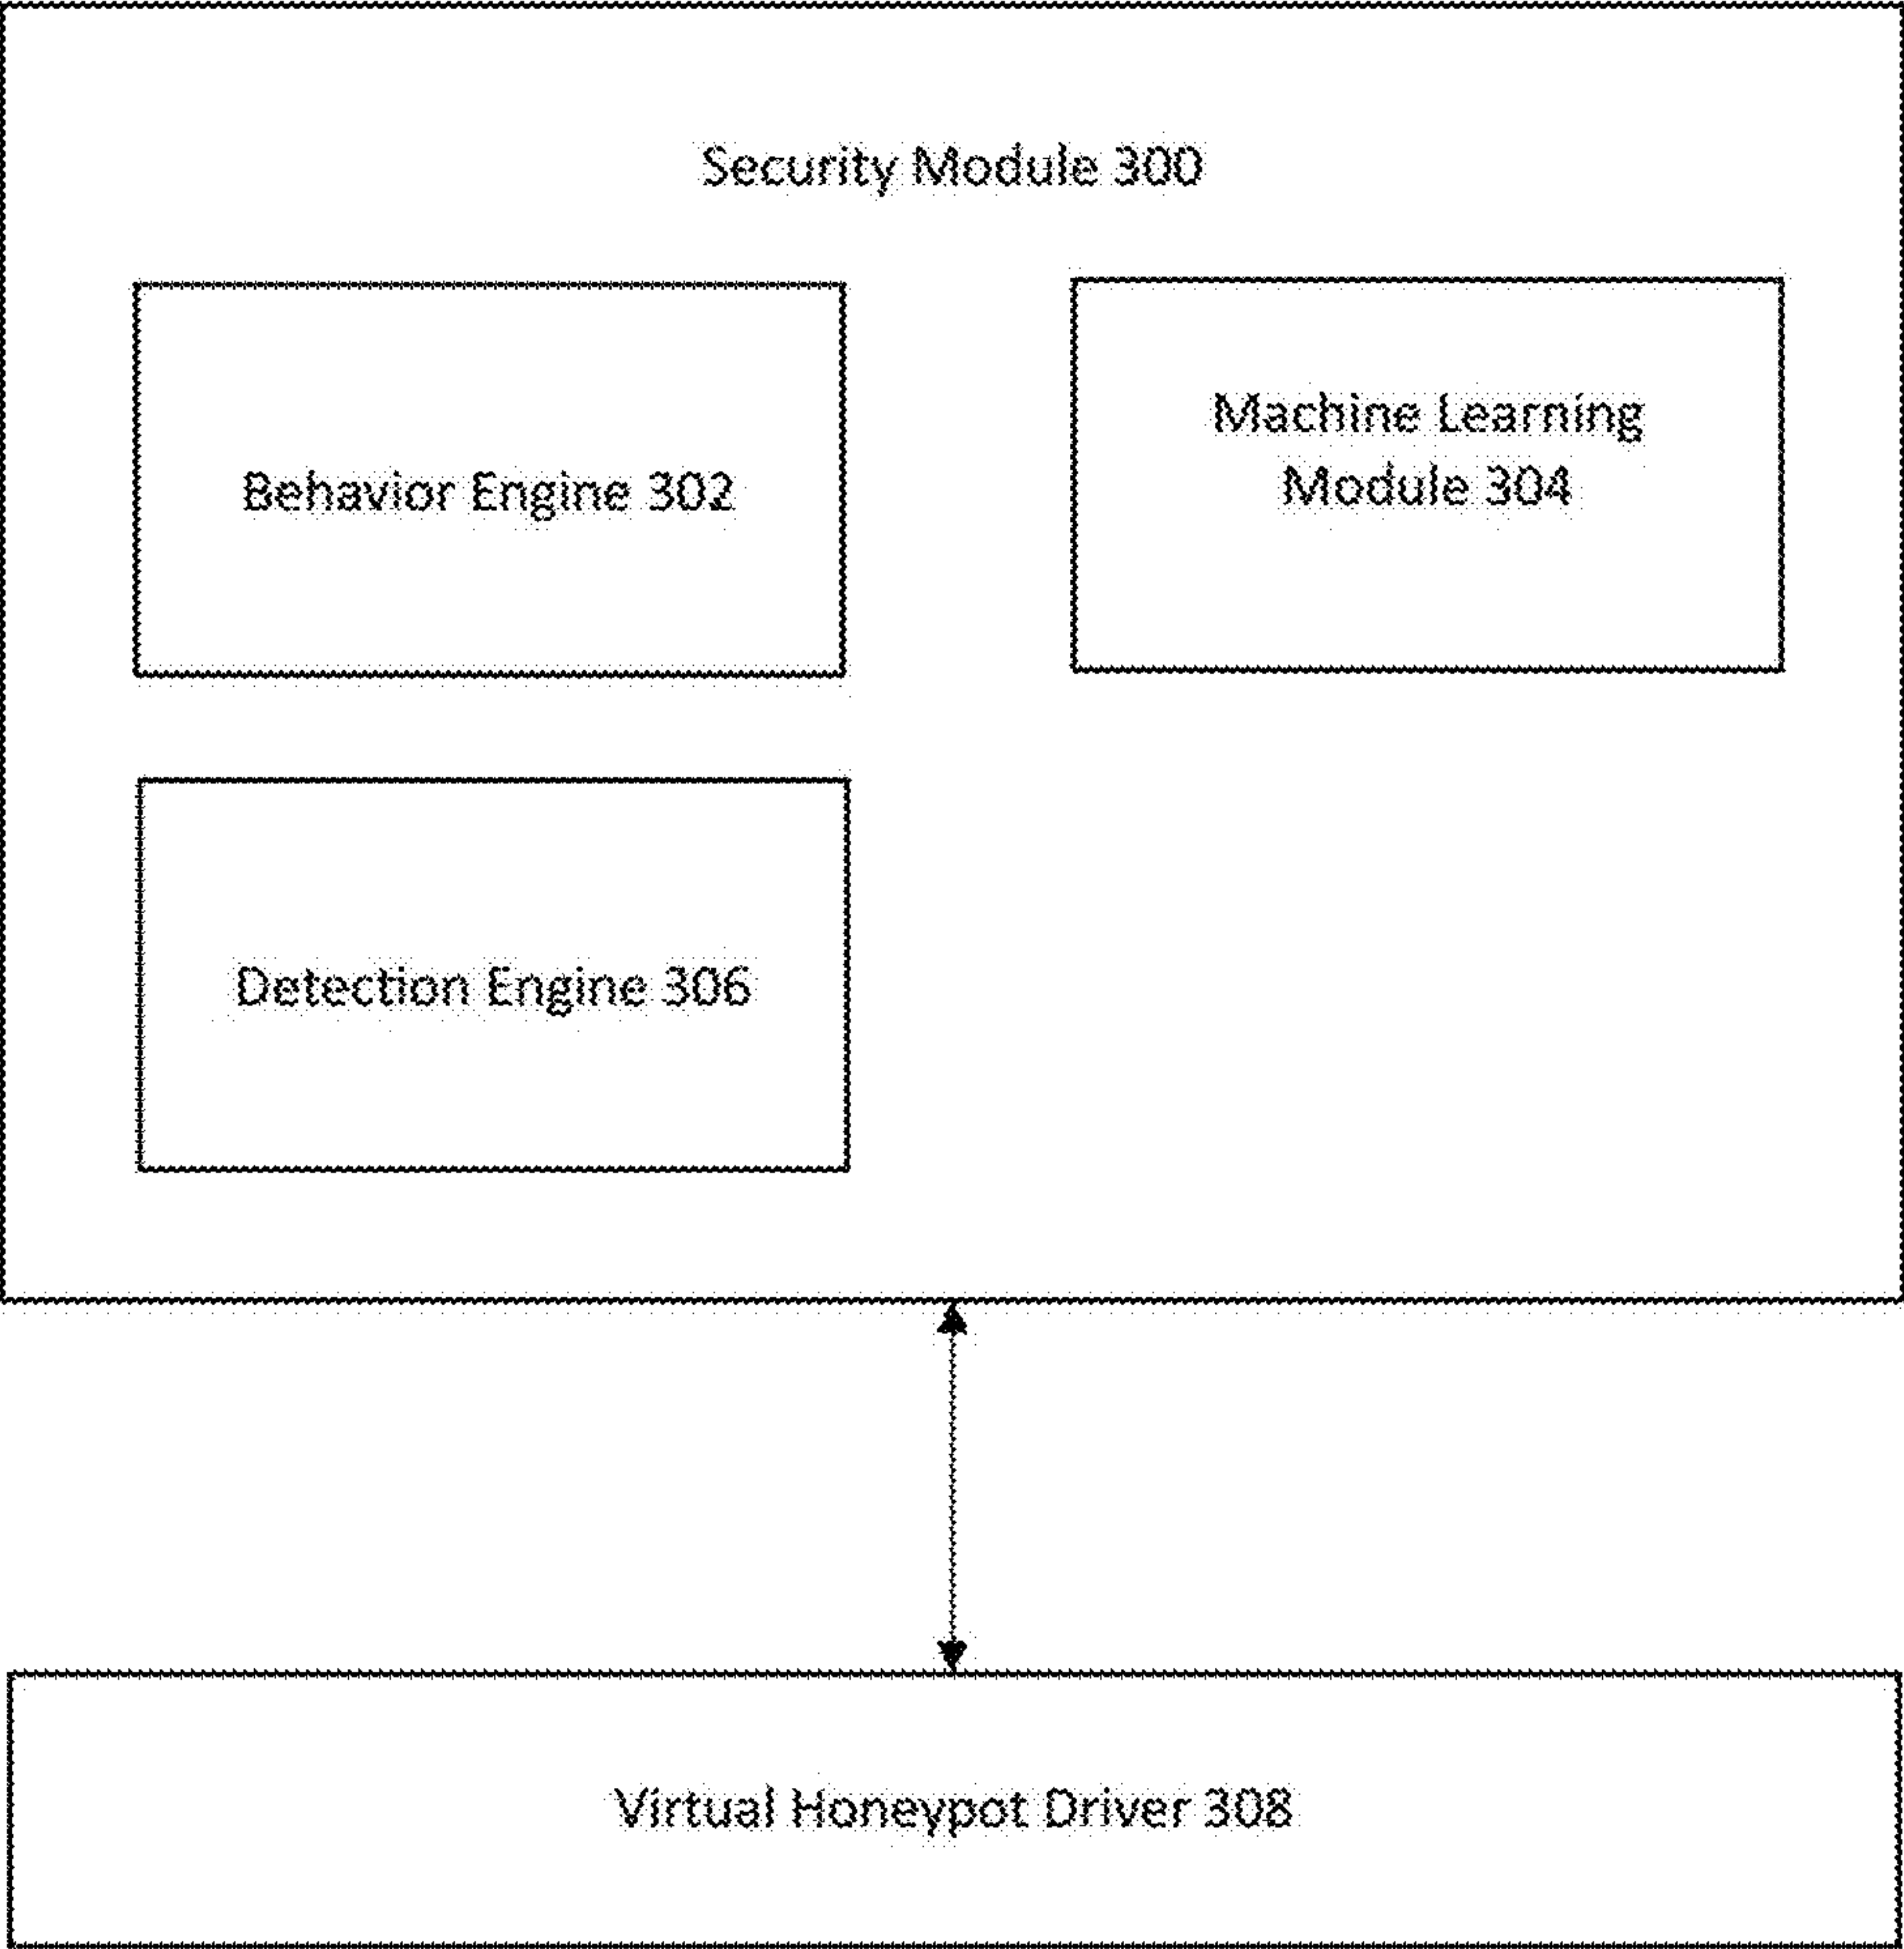 Security Module 300
Behavior Engine 302
Machine Learning
Module 304
Detection Engine 306
Virtual Honeypot Driver 308